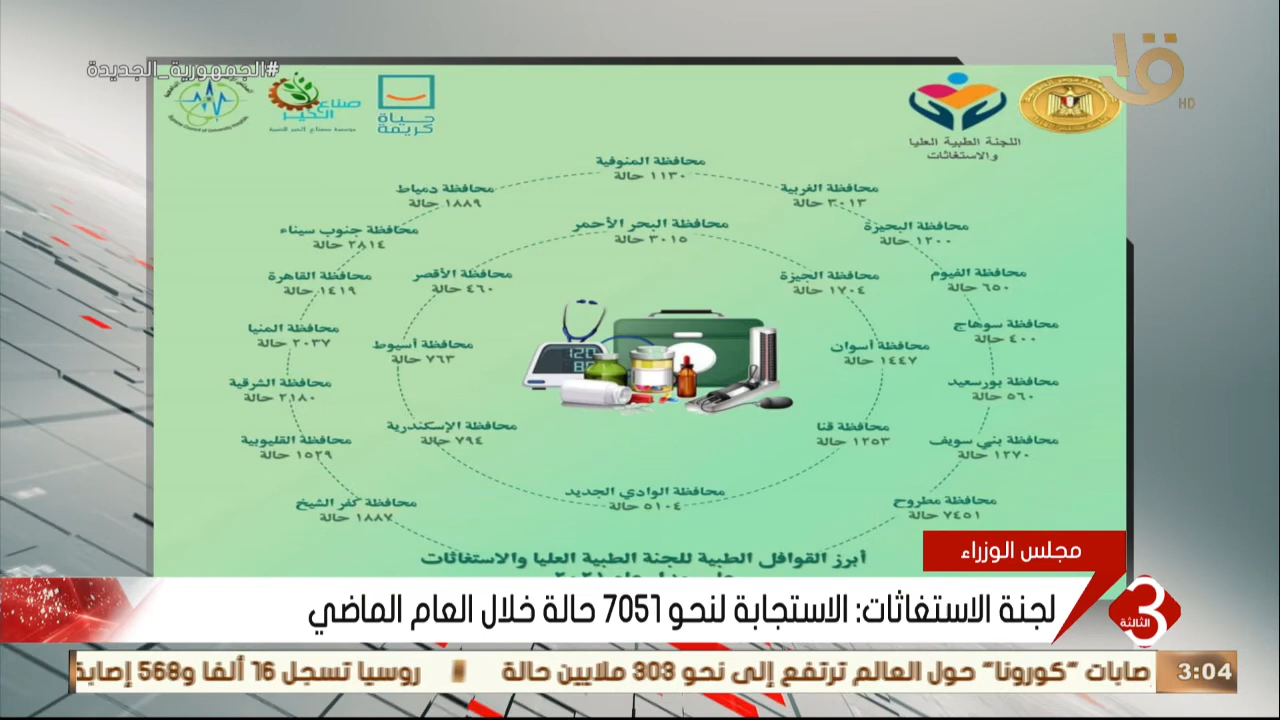 #الجمهورية_الجديدة
HD
حياة
كريمة
صناع
الخير
اللجنة الطبية العليا
والاستغاثات
محافظة المنوفية
١١٣٠ حالة
محافظة الغربية
٣٠١٣ حالة
محافظة دمياط
١٨٨٩ حالة
محافظة البحر الأحمر
٣٠١٥ حالة
محافظة البحيرة
١٢٠٠ حالة
محافظة جنوب سيناء
٢٨١٤ حالة
محافظة الفيوم
٦٥٠ حالة
محافظة الجيزة
١٧٠٤ حالة
محافظة الأقصر
٤٦٠ حالة
محافظة القاهرة
١٤١٩ حالة
محافظة سوهاج
٤٠٠ حالة
محافظة أسوان
١٤٤٧ حالة
محافظة أسيوط
٧٦٣ حالة
محافظة المنيا
٢٠٣٧ حالة
120
80
محافظة بورسعيد
٥٦٠ حالة
محافظة الشرقية
٢١٨٠ حالة
محافظة بني سويف
١٢٧٠ حالة
محافظة قنا
١٢٥٣ حالة
محافظة الإسكندرية
٧٩٤ حالة
محافظة القليوبية
١٥٢٩ حالة
محافظة مطروح
٧٤٥١ حالة
محافظة الوادي الجديد
٥١٠٤ حالة
محافظة كفر الشيخ
١٨٨٧ حالة
أبرز القوافل الطبية للجنة الطبية العليا والاستغاثات
مجلس الوزراء
لجنة الاستغاثات: الاستجابة لنحو 7051 حالة خلال العام الماضي
3
الثالثة
3:04
صابات "كورونا" حول العالم ترتفع إلى نحو 303 ملايين حالة
روسيا تسجل 16 ألفا و568 إصابة